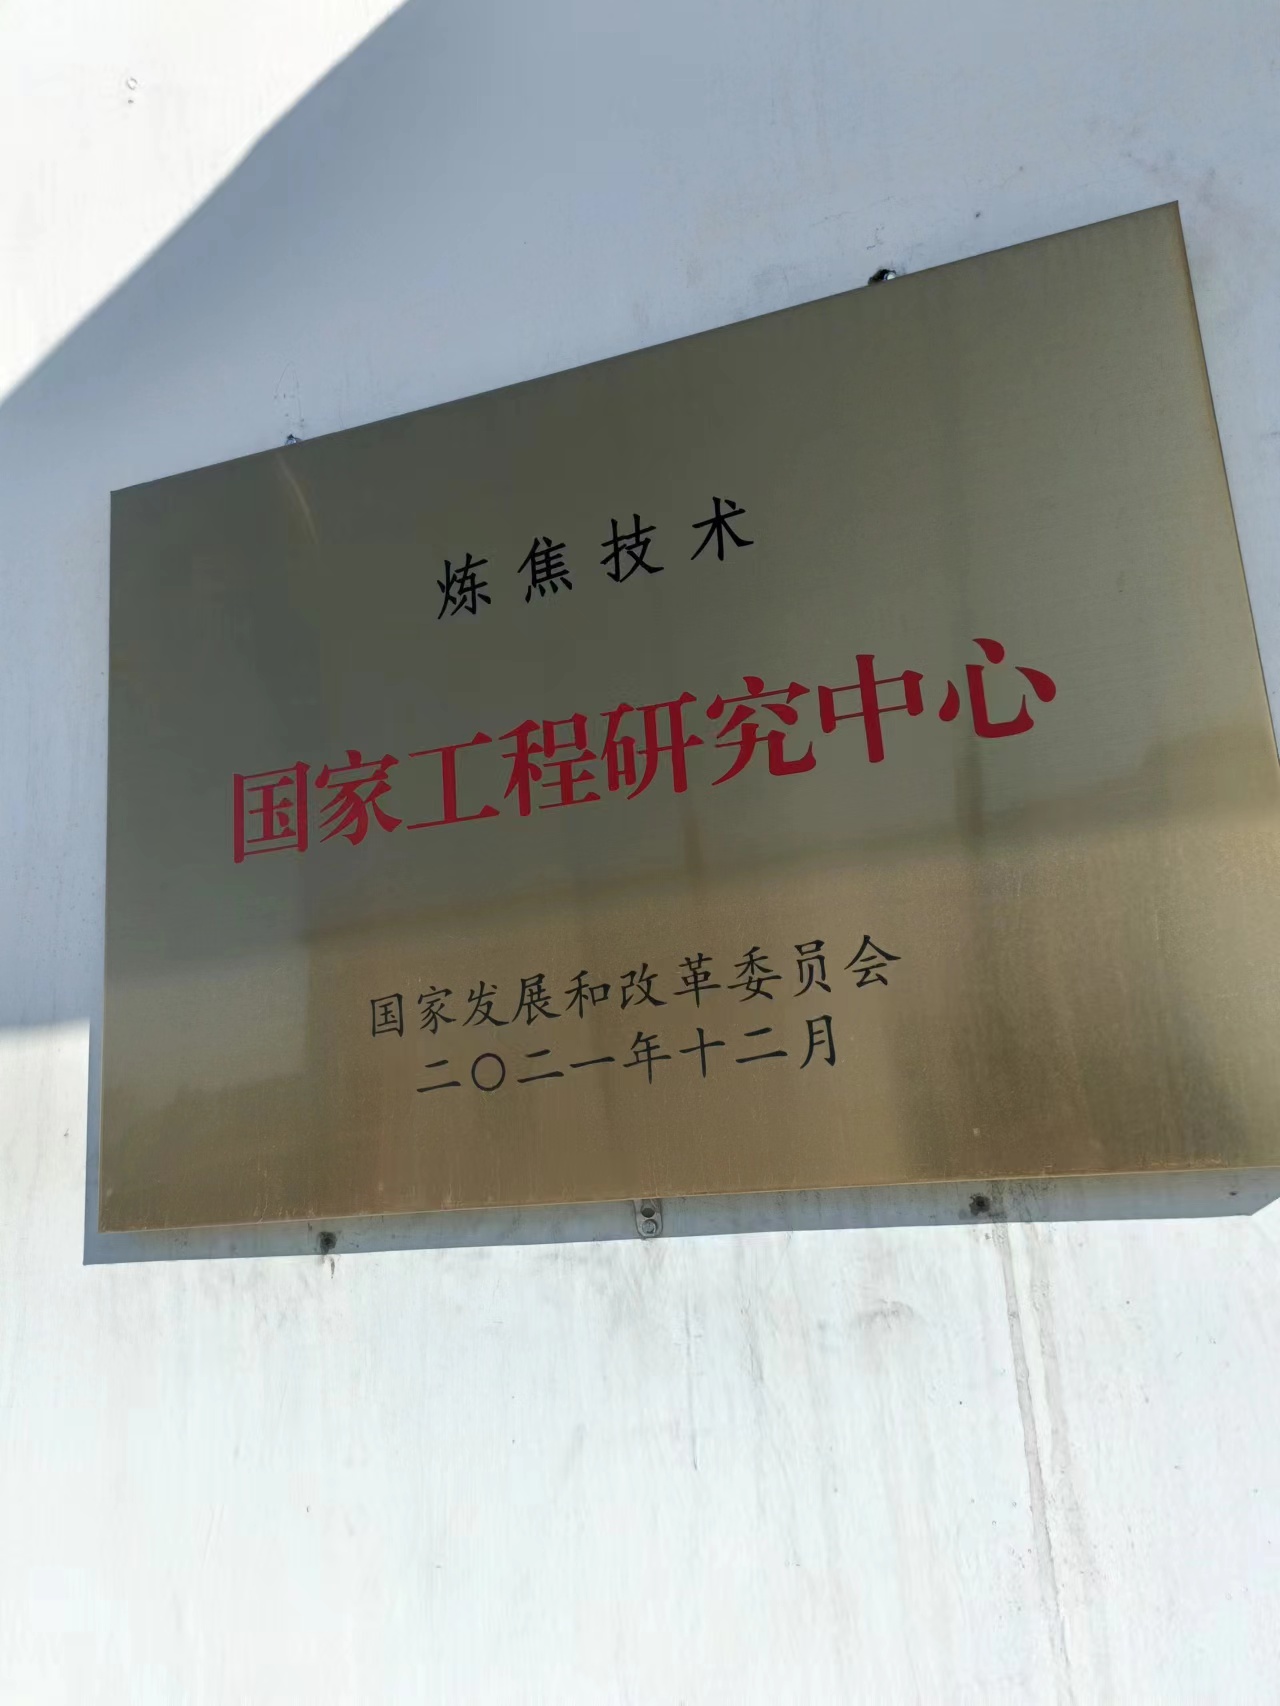 炼焦技术
国家工程研究中心
国家发展和改革委员会
二〇二一年十二月